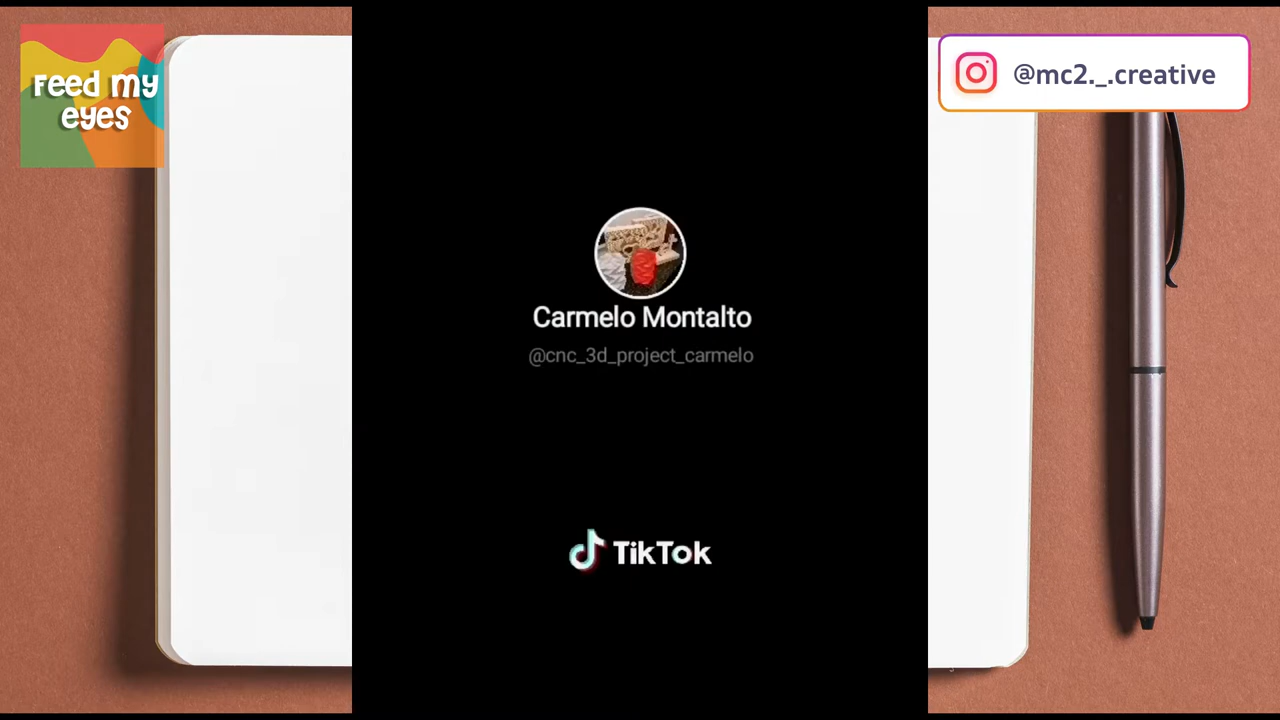 Feed my
eyes
@mc2._.creative
Carmelo Montalto
@cnc_3d_project_carmelo
TikTok